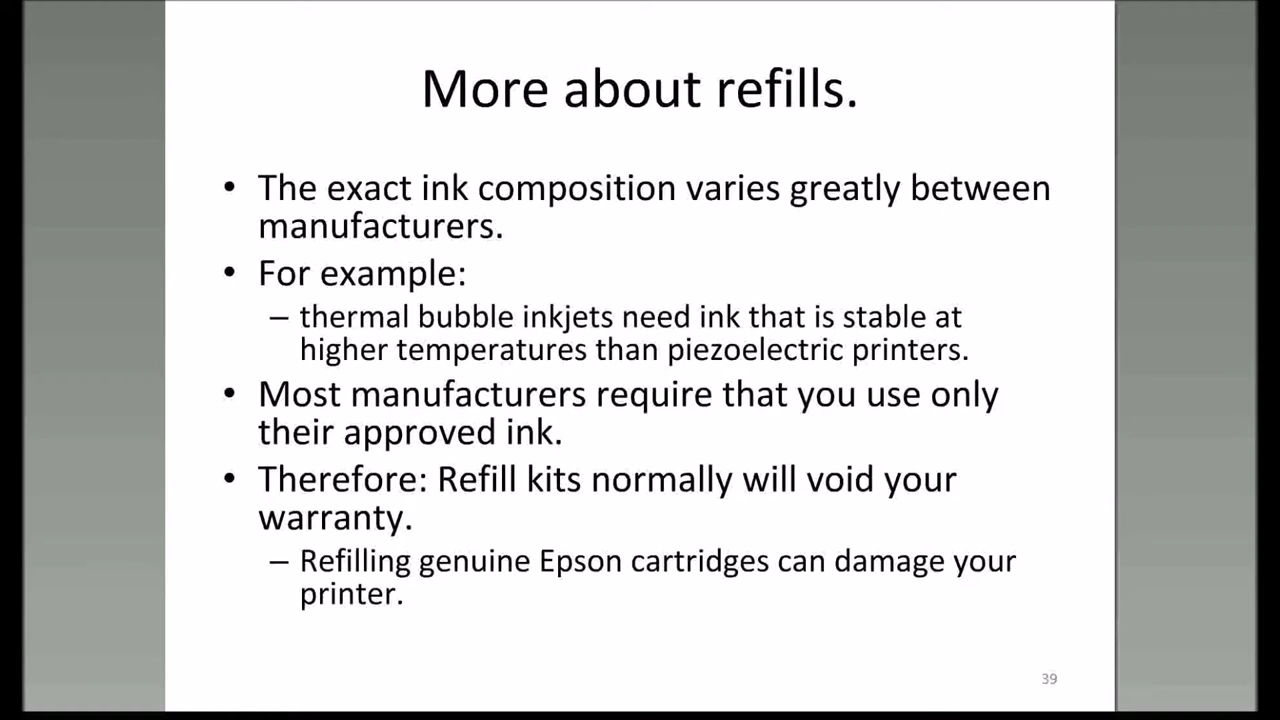 More about refills.
• The exact ink composition varies greatly between
manufacturers.
• For example:
– thermal bubble inkjets need ink that is stable at
higher temperatures than piezoelectric printers.
• Most manufacturers require that you use only
their approved ink.
• Therefore: Refill kits normally will void your
warranty.
– Refilling genuine Epson cartridges can damage your
printer.
39